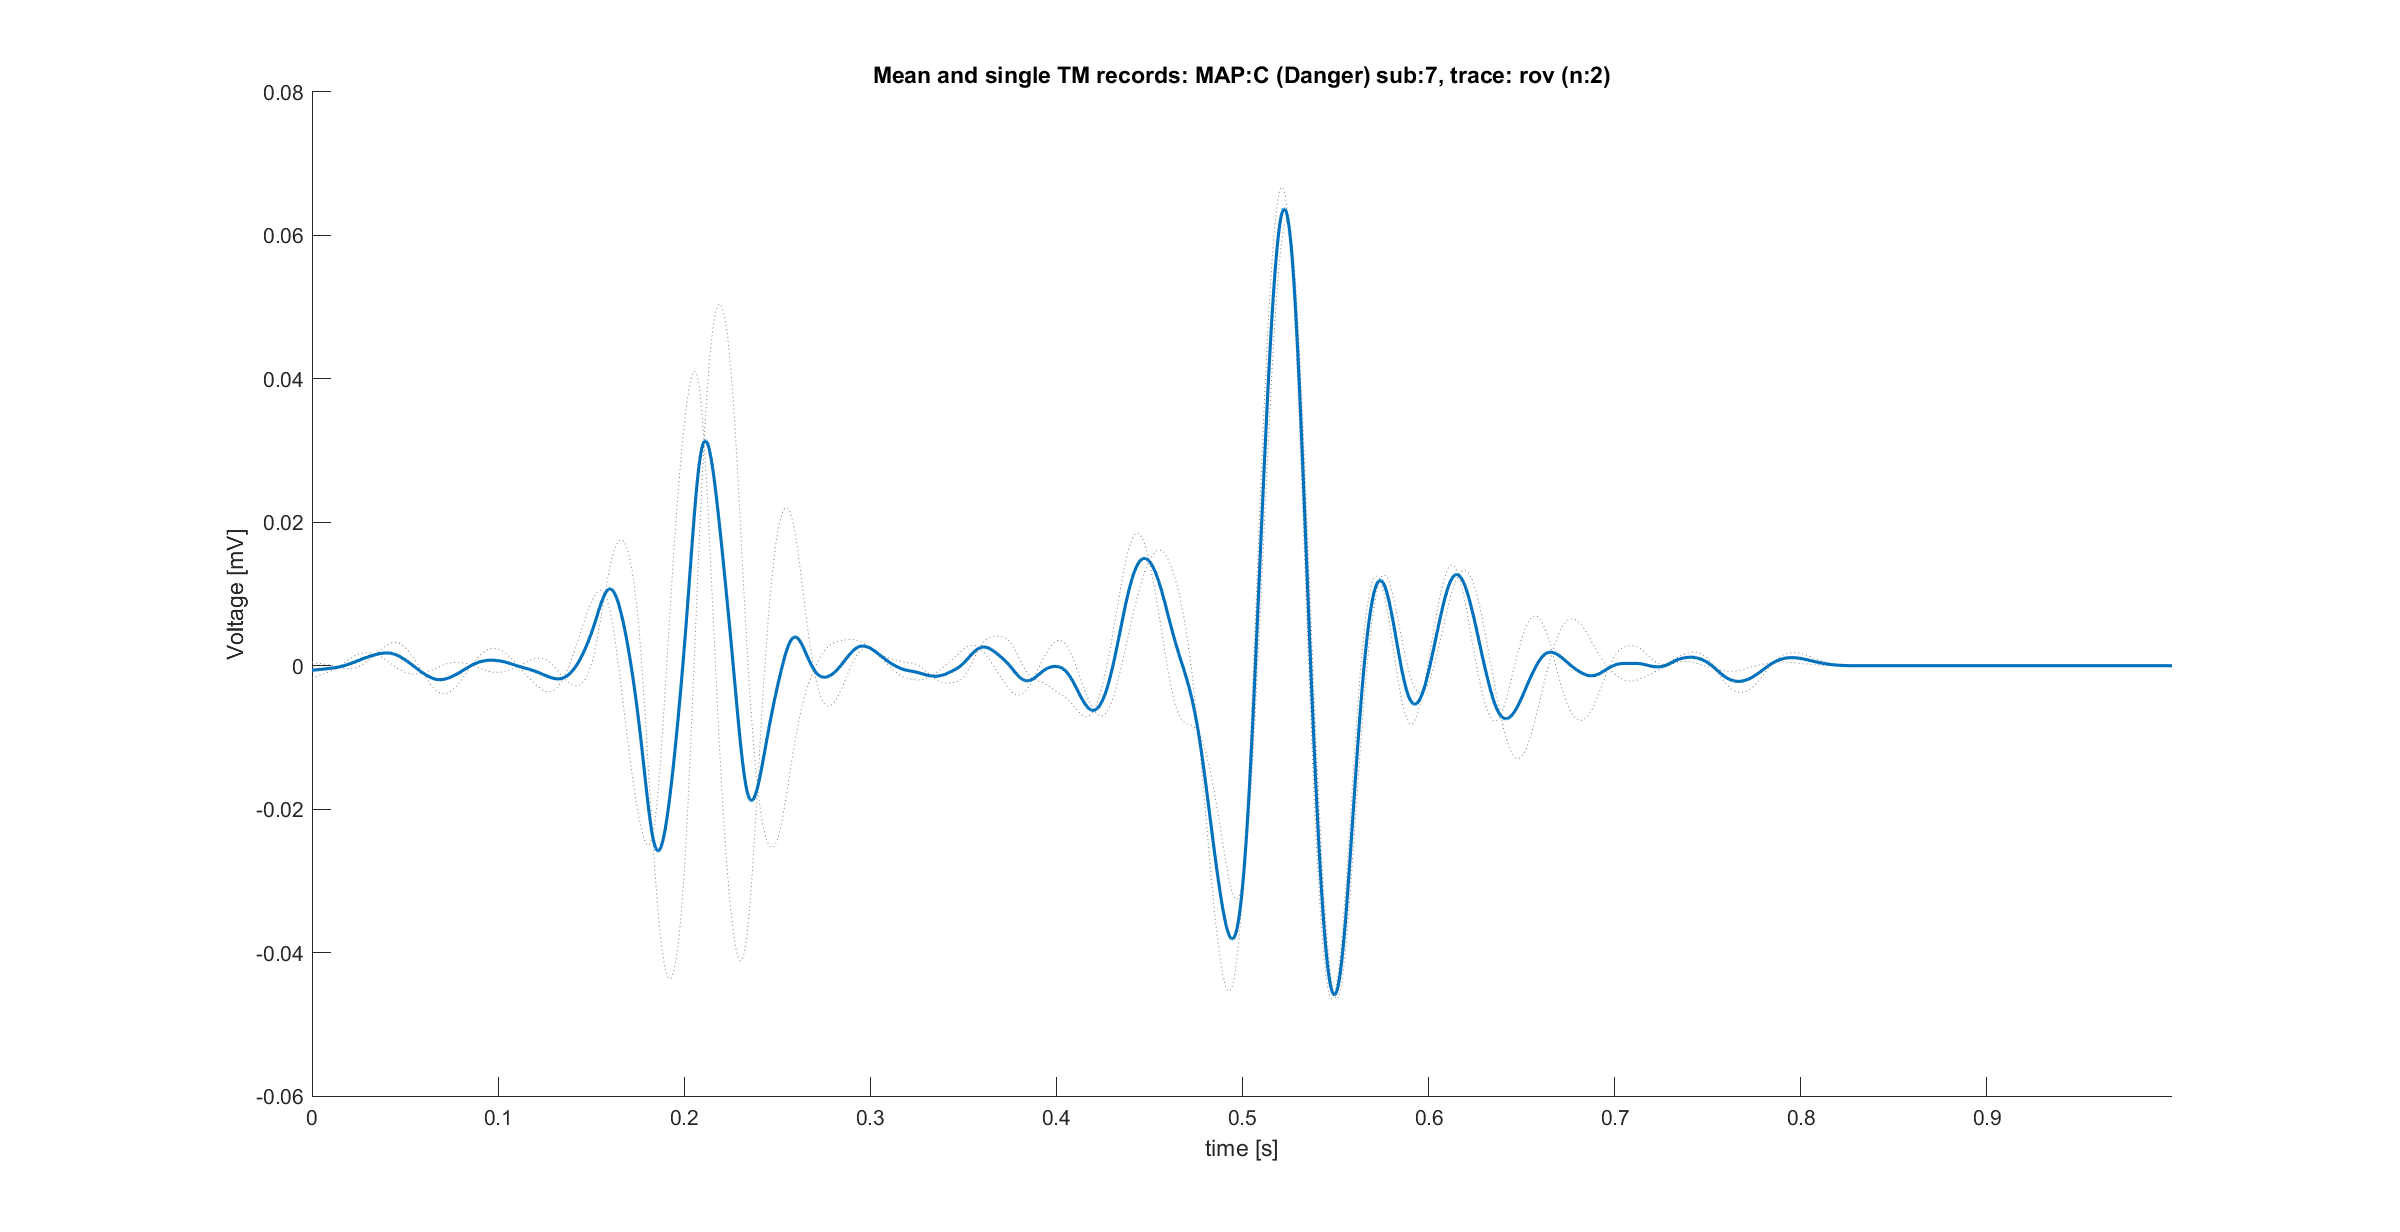 Mean and single TM records: MAP:C (Danger) sub:7, trace: rov (n:2)
0.08
0.06
0.04
0.02
0
-0.02
-0.04
-0.06
Voltage [mV]
0 0.1 0.2 0.3 0.4 0.5 0.6 0.7 0.8 0.9
time [s]